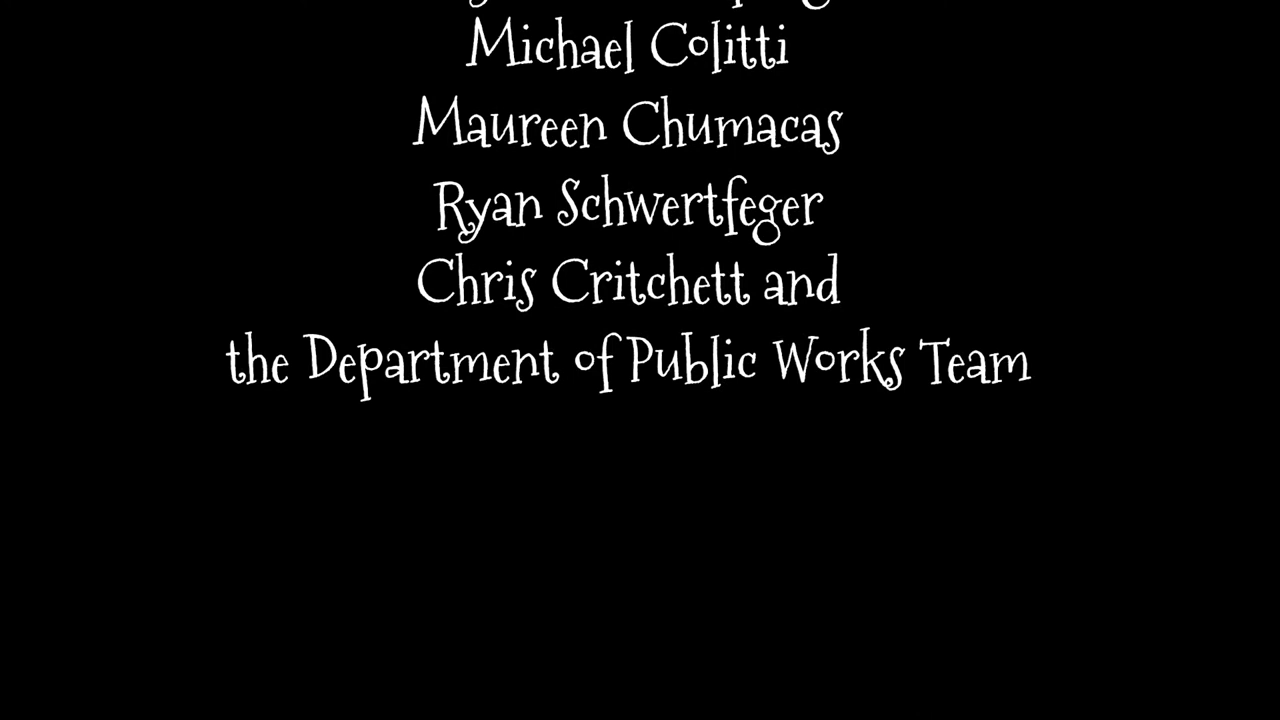 Michael Colitti
Maureen Chumacas
Ryan Schwertfeger
Chris Critchett and
the Department of Public Works Team